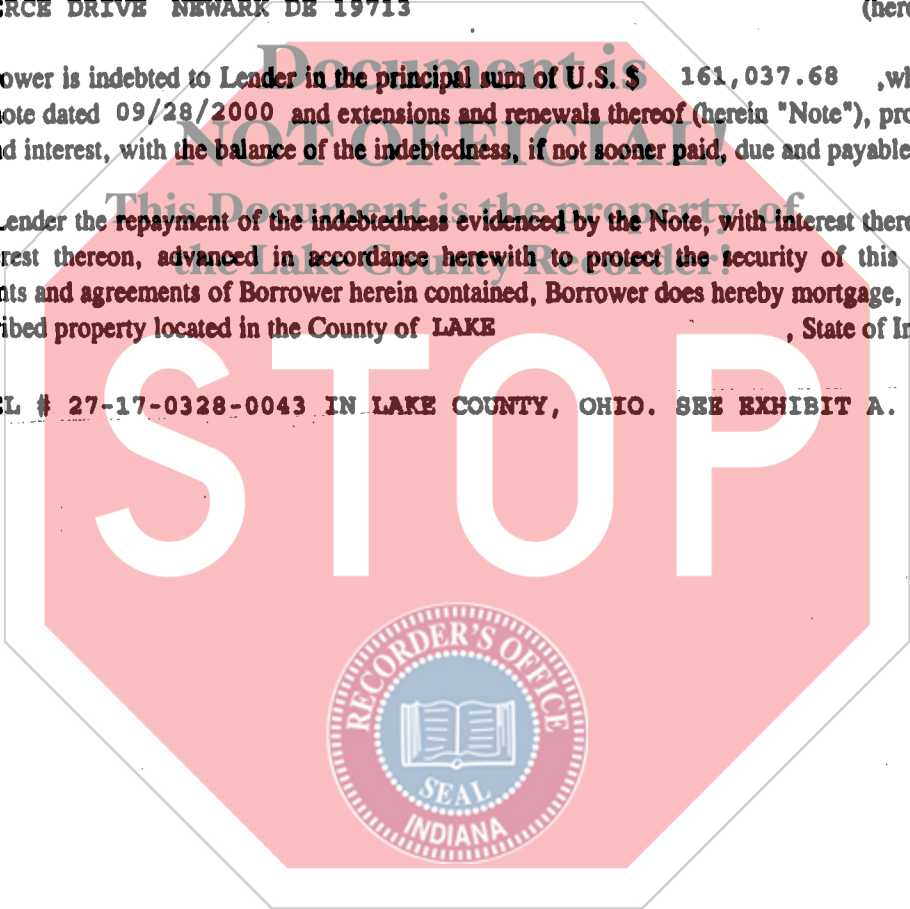 ERCE DRIVE NEWARK DE 19713 (here
Document is
ower is indebted to Lender in the principal sum of U.S. $ 161,037.68 ,wh
ote dated 09/28/2000 and extensions and renewals thereof (herein "Note"), pro
NOT OFFICIAL!
d interest, with the balance of the indebtedness, if not sooner paid, due and payable
This Document is the property of
Lender the repayment of the indebtedness evidenced by the Note, with interest there
rest thereon, advanced in accordance herewith to protect the security of this
the Lake County Recorder!
nts and agreements of Borrower herein contained, Borrower does hereby mortgage,
ribed property located in the County of LAKE , State of In
EL # 27-17-0328-0043 IN LAKE COUNTY, OHIO. SEE EXHIBIT A.
STOP
RECORDER'S OFFICE
SEAL
INDIANA